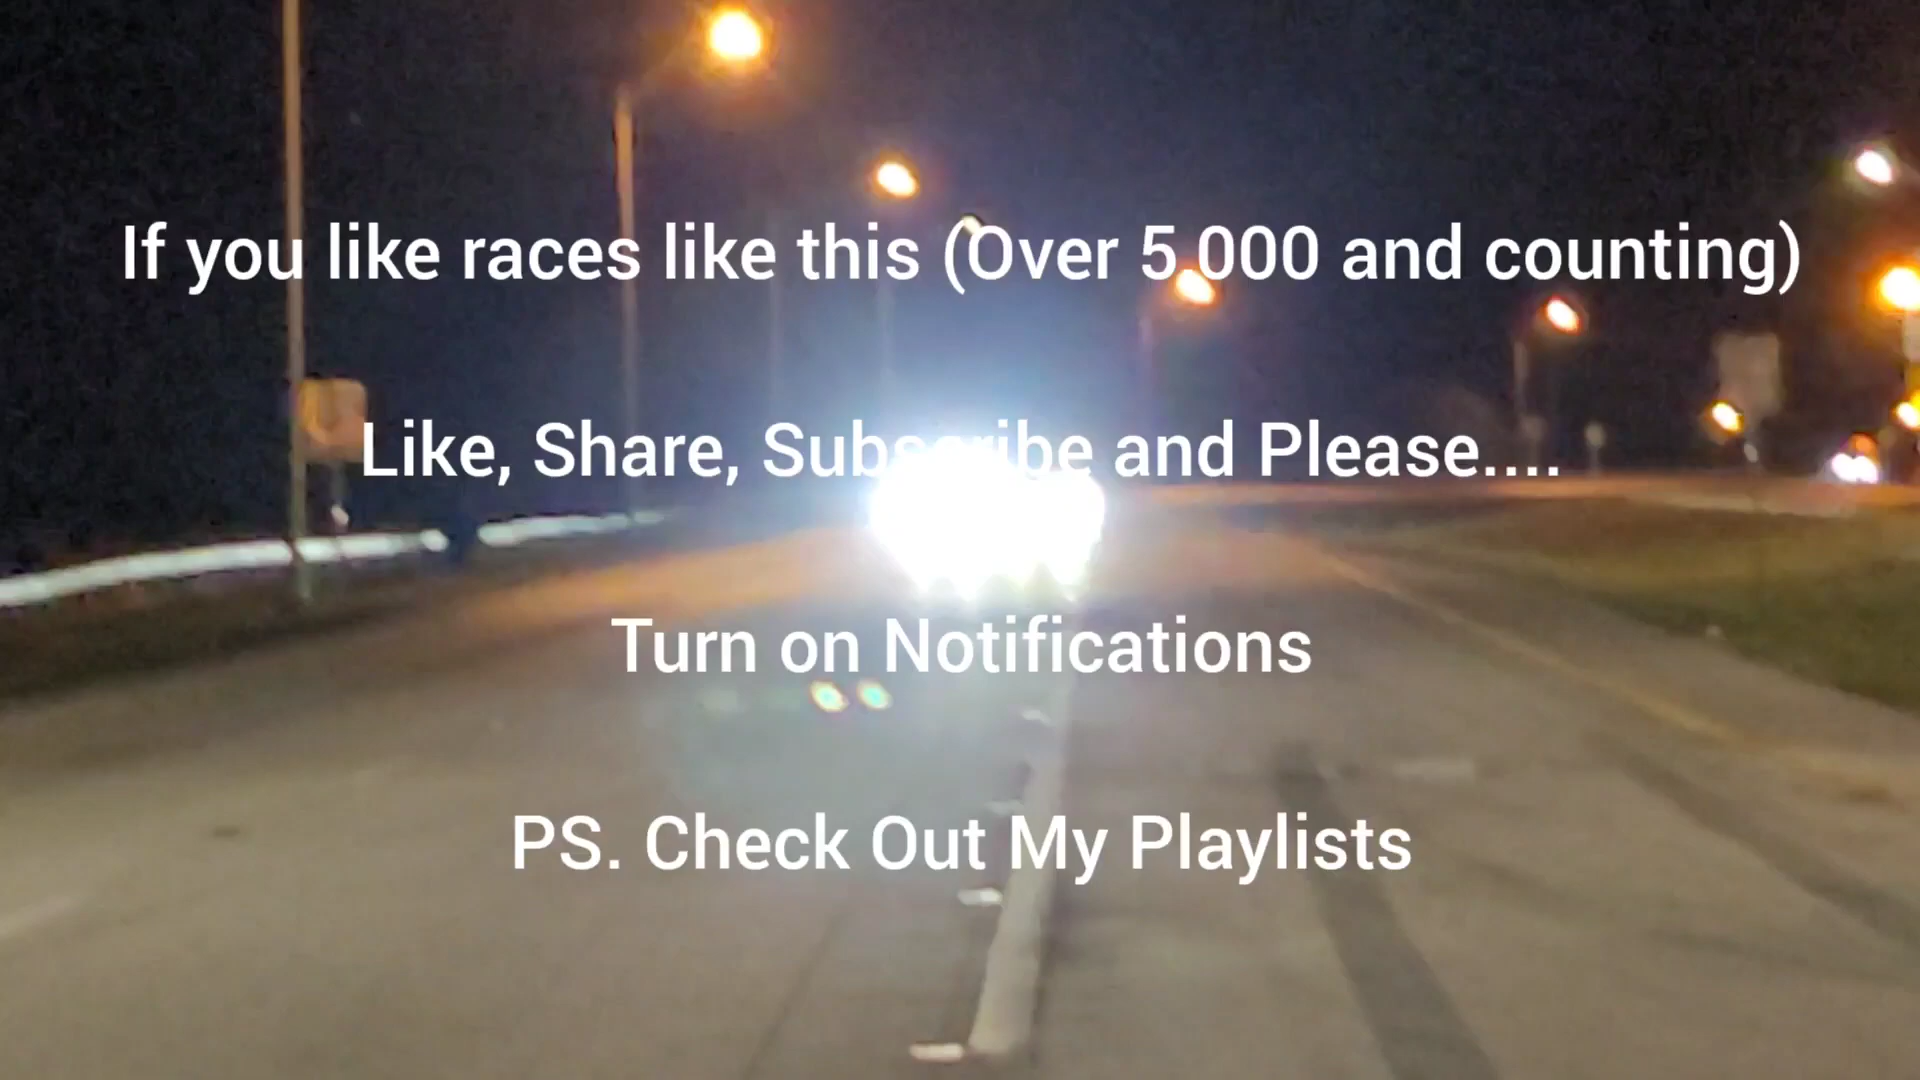 If you like races like this (Over 5,000 and counting)
Like, Share, Subscribe and Please....
Turn on Notifications
PS. Check Out My Playlists